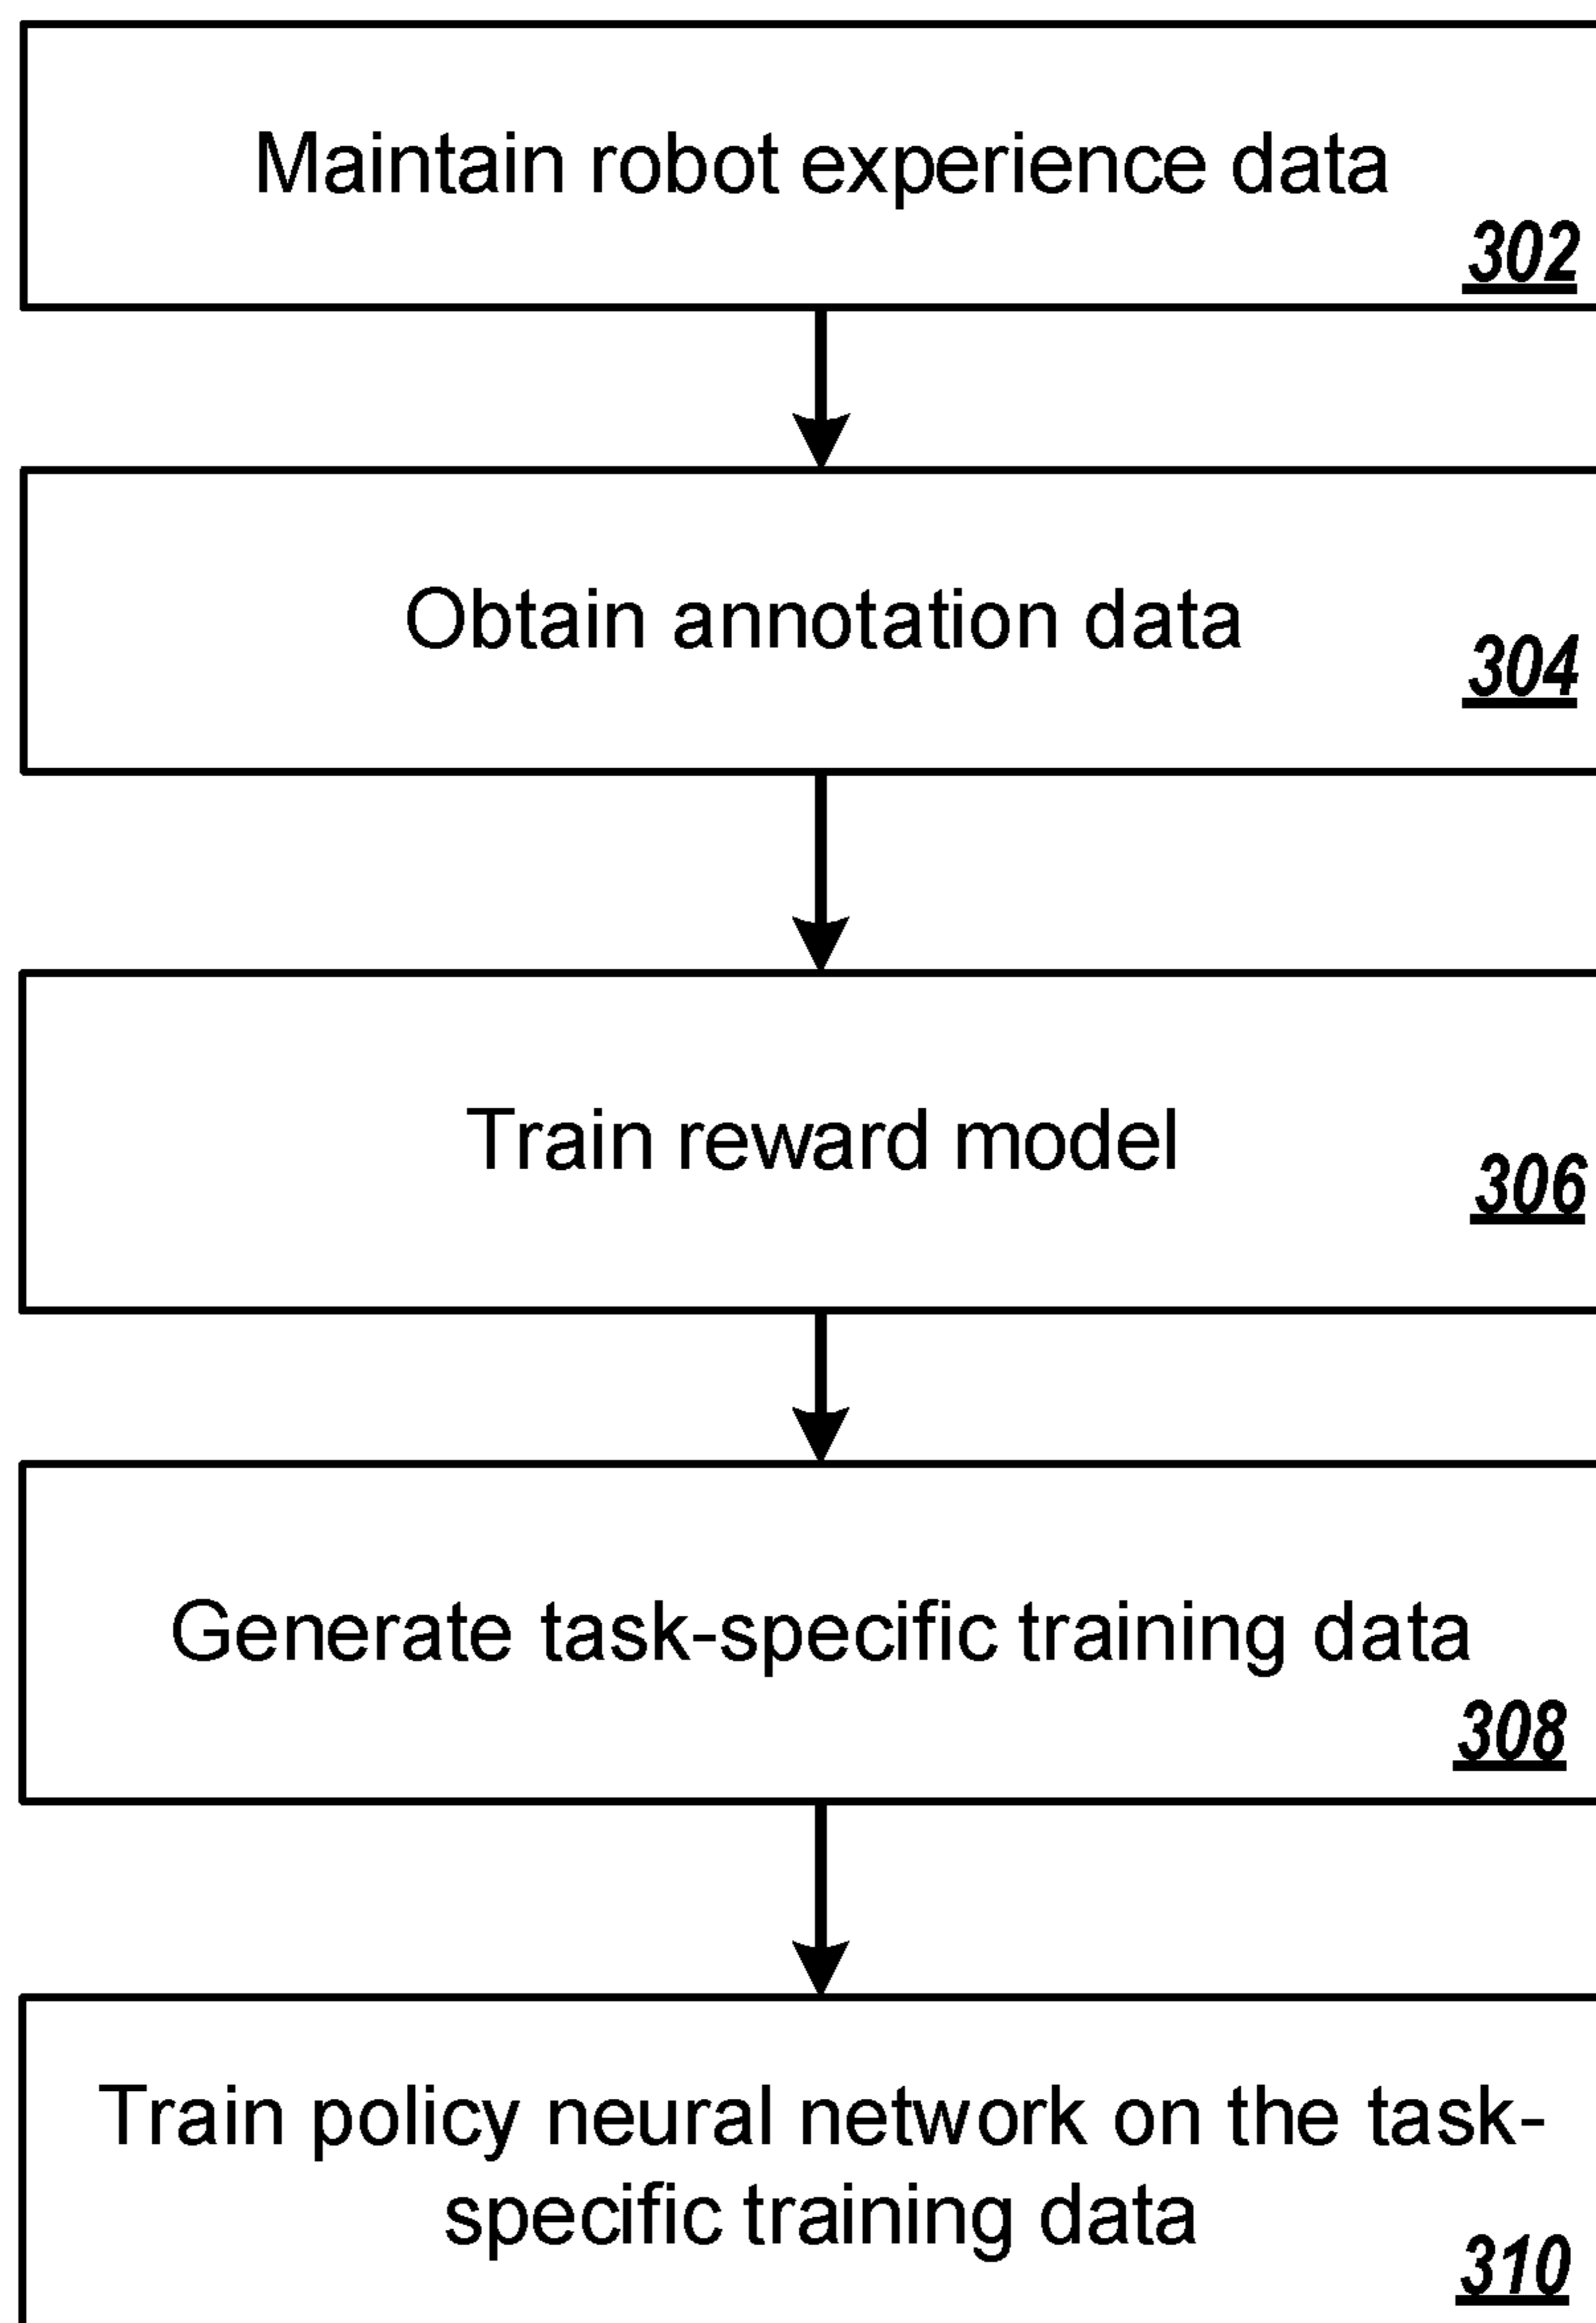 Maintain robot experience data
302
Obtain annotation data
304
Train reward model
306
Generate task-specific training data
308
Train policy neural network on the task-
specific training data
310